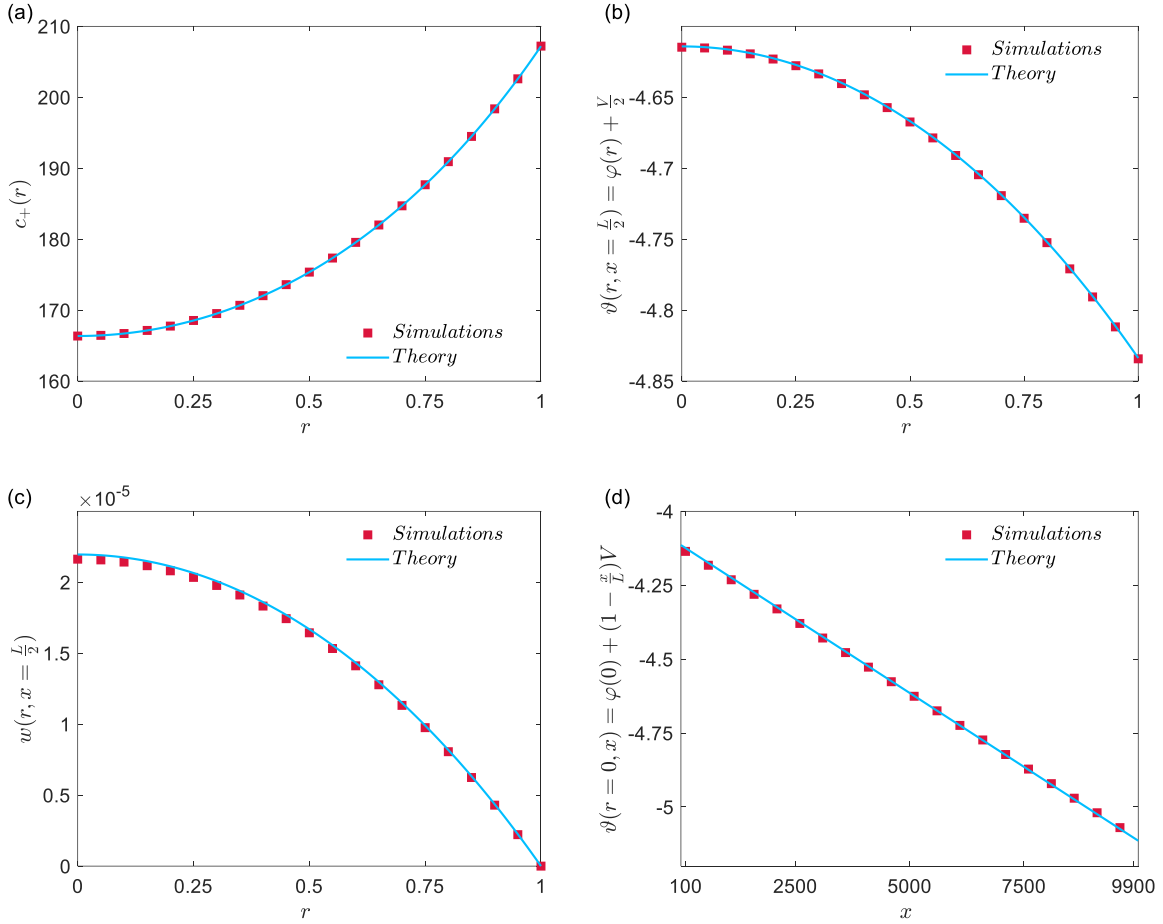 (a)
210
200
190
180
170
160
c₊(r)
Simulations
Theory
0 0.25 0.5 0.75 1
r
(b)
-4.65
-4.7
-4.75
-4.8
-4.85
ϑ(r, x = L/2) = φ(r) + V/2
Simulations
Theory
0 0.25 0.5 0.75 1
r
(c)
×10⁻⁵
2
1.5
1
0.5
0
w(r, x = L/2)
Simulations
Theory
0 0.25 0.5 0.75 1
r
(d)
-4
-4.25
-4.5
-4.75
-5
ϑ(r = 0, x) = φ(0) + (1 − x/L)V
Simulations
Theory
100 2500 5000 7500 9900
x